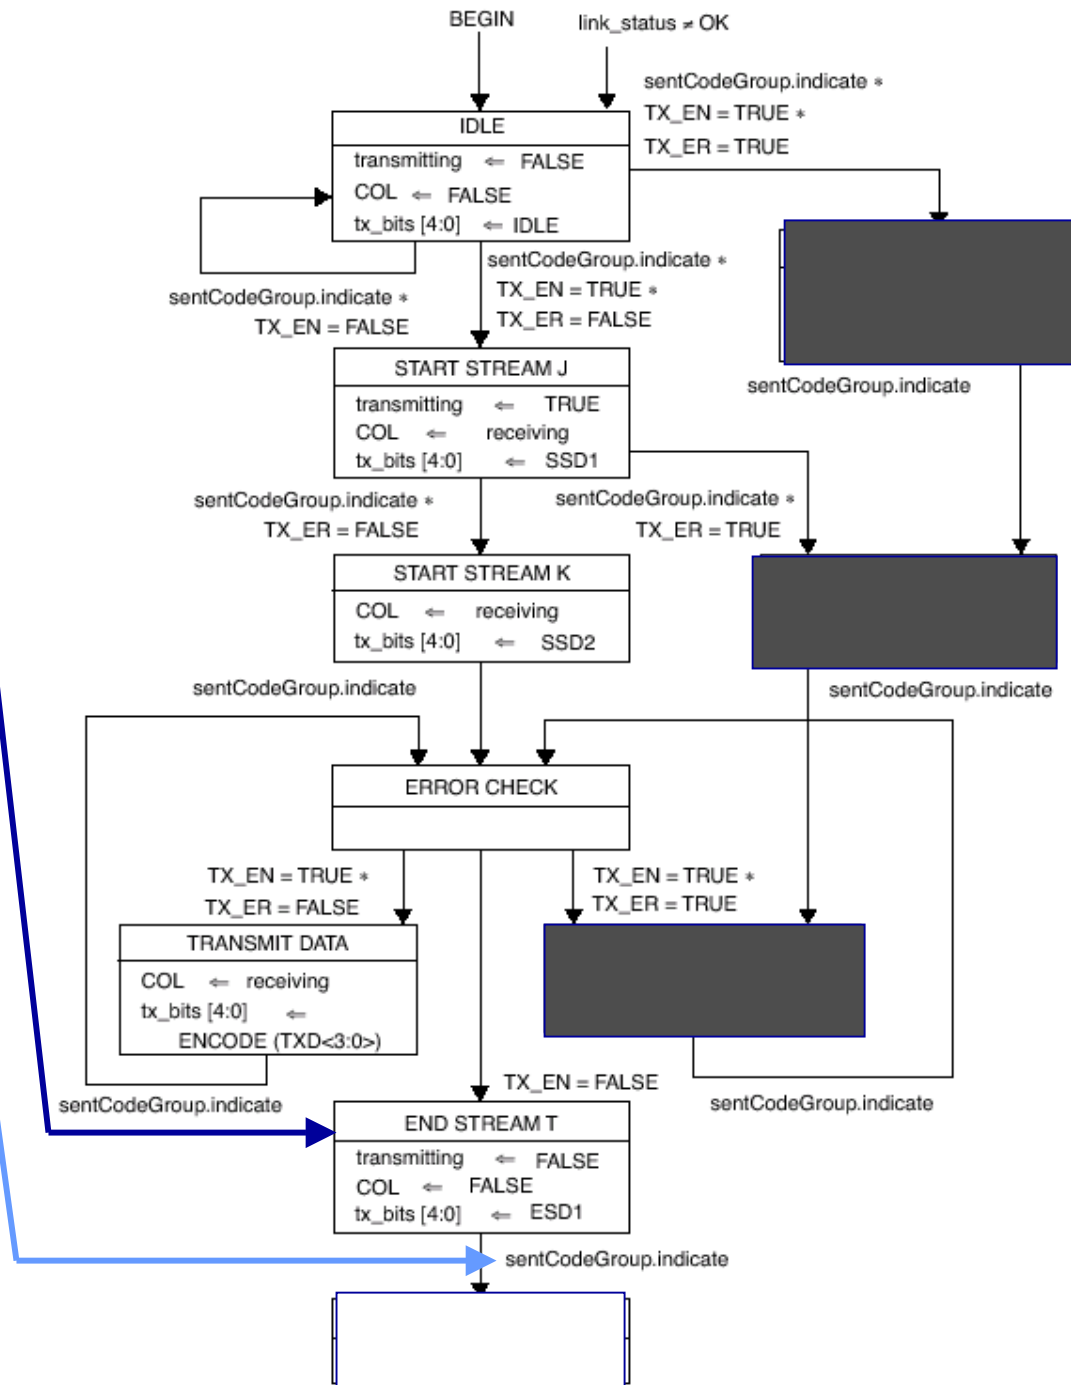 BEGIN
link_status ≠ OK
sentCodeGroup.indicate *
TX_EN = TRUE *
TX_ER = TRUE
IDLE
transmitting ⇐ FALSE
COL ⇐ FALSE
tx_bits [4:0] ⇐ IDLE
sentCodeGroup.indicate *
TX_EN = TRUE *
TX_ER = FALSE
sentCodeGroup.indicate *
TX_EN = FALSE
START STREAM J
transmitting ⇐ TRUE
COL ⇐ receiving
tx_bits [4:0] ⇐ SSD1
sentCodeGroup.indicate
sentCodeGroup.indicate *
TX_ER = FALSE
sentCodeGroup.indicate *
TX_ER = TRUE
START STREAM K
COL ⇐ receiving
tx_bits [4:0] ⇐ SSD2
sentCodeGroup.indicate
sentCodeGroup.indicate
ERROR CHECK
TX_EN = TRUE *
TX_ER = FALSE
TX_EN = TRUE *
TX_ER = TRUE
TRANSMIT DATA
COL ⇐ receiving
tx_bits [4:0] ⇐
ENCODE (TXD<3:0>)
sentCodeGroup.indicate
TX_EN = FALSE
sentCodeGroup.indicate
END STREAM T
transmitting ⇐ FALSE
COL ⇐ FALSE
tx_bits [4:0] ⇐ ESD1
sentCodeGroup.indicate